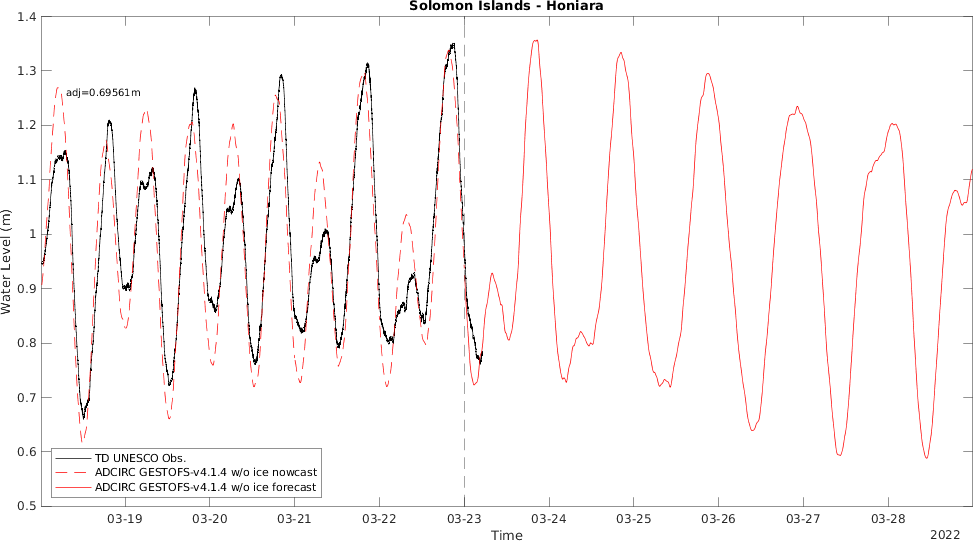 Solomon Islands - Honiara
1.4
1.3
1.2
1.1
1
0.9
0.8
0.7
0.6
0.5
Water Level (m)
adj=0.69561m
TD UNESCO Obs.
ADCIRC GESTOFS-v4.1.4 w/o ice nowcast
ADCIRC GESTOFS-v4.1.4 w/o ice forecast
03-19 03-20 03-21 03-22 03-23 03-24 03-25 03-26 03-27 03-28
Time
2022